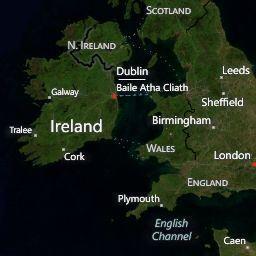 SCOTLAND
N. IRELAND
Dublin
Baile Atha Cliath
Leeds
Galway
Sheffield
Tralee
Ireland
Birmingham
Cork
WALES
London
ENGLAND
Plymouth
English
Channel
Caen